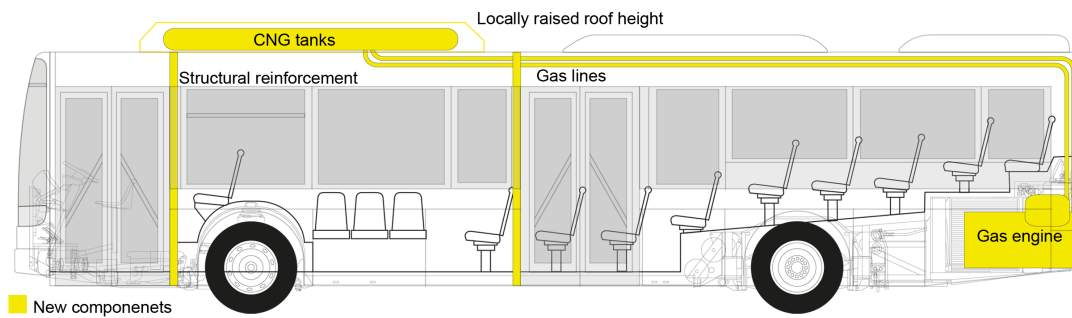 Locally raised roof height
CNG tanks
Structural reinforcement
Gas lines
Gas engine
New componenets